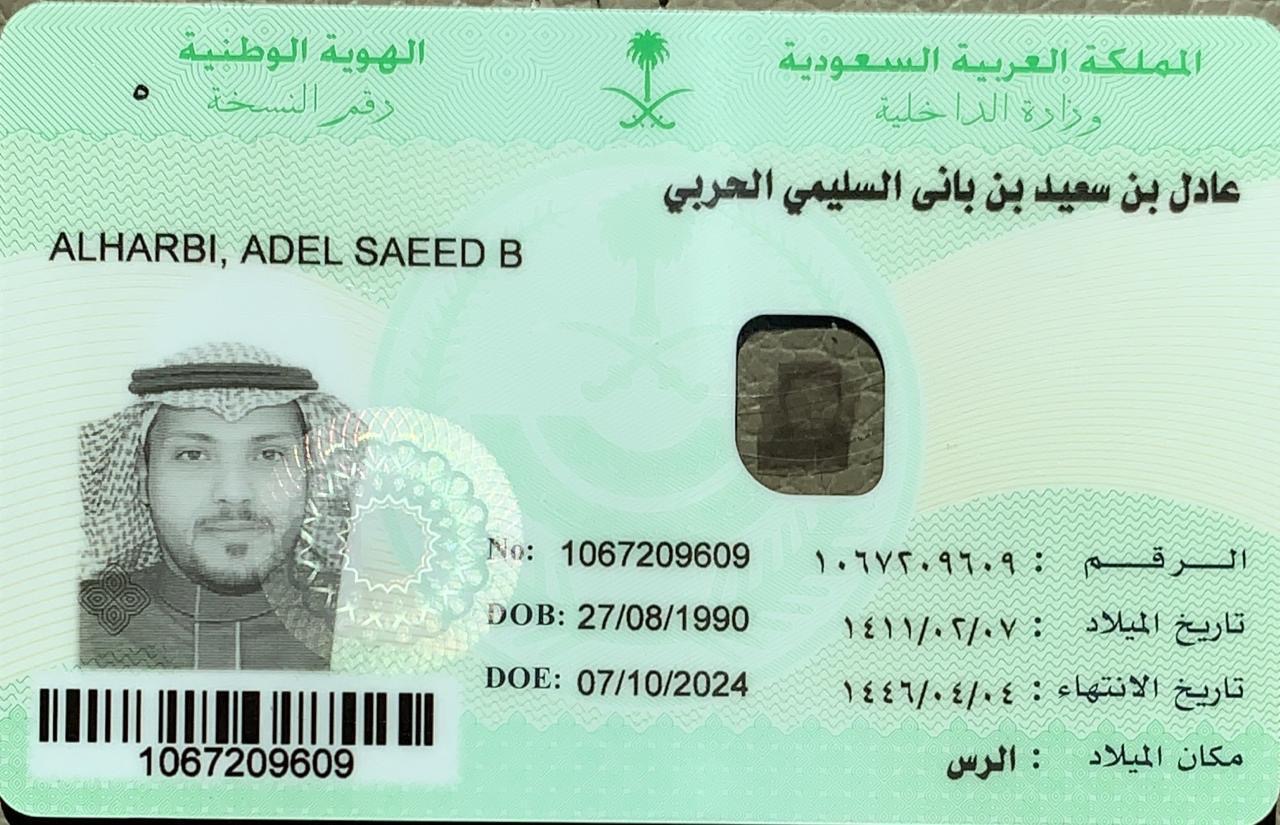 المملكة العربية السعودية
وزارة الداخلية
الهوية الوطنية
رقم النسخة ٥
عادل بن سعيد بن بانى السليمي الحربي
ALHARBI, ADEL SAEED B
الـــرقـــــم : ١٠٦٧٢٠٩٦٠٩
No: 1067209609
تاريخ الميلاد : ١٤١١/٠٢/٠٧
DOB: 27/08/1990
تاريخ الانتهاء : ١٤٤٦/٠٤/٠٤
DOE: 07/10/2024
مكان الميلاد : الرس
1067209609